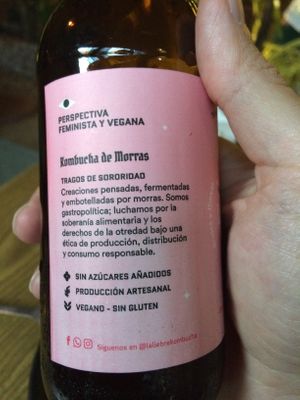 PERSPECTIVA
FEMINISTA Y VEGANA
Kombucha de Morras
TRAGOS DE SORORIDAD
Creaciones pensadas, fermentadas
y embotelladas por morras. Somos
gastropolítica; luchamos por la
soberanía alimentaria y los
derechos de la otredad bajo una
ética de producción, distribución
y consumo responsable.
SIN AZÚCARES AÑADIDOS
PRODUCCIÓN ARTESANAL
VEGANO - SIN GLUTEN
Síguenos en @laliebrekombucha